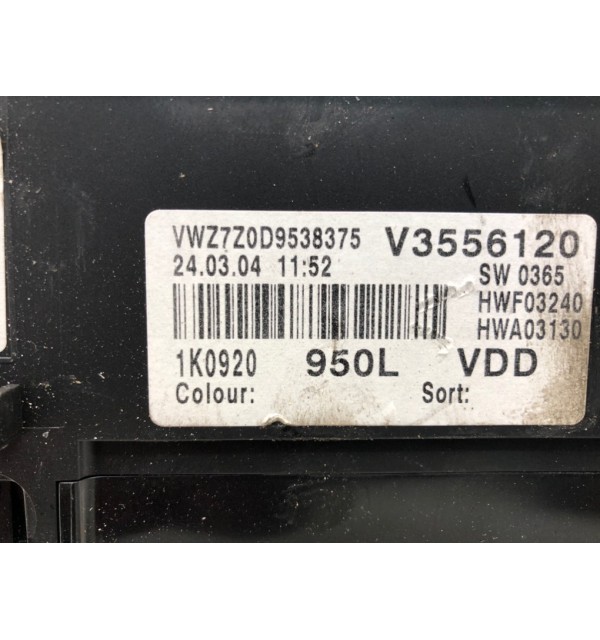 VWZ7Z0D9538375 V3556120
24.03.04 11:52 SW 0365
HWF03240
HWA03130
1K0920 950L VDD
Colour: Sort: